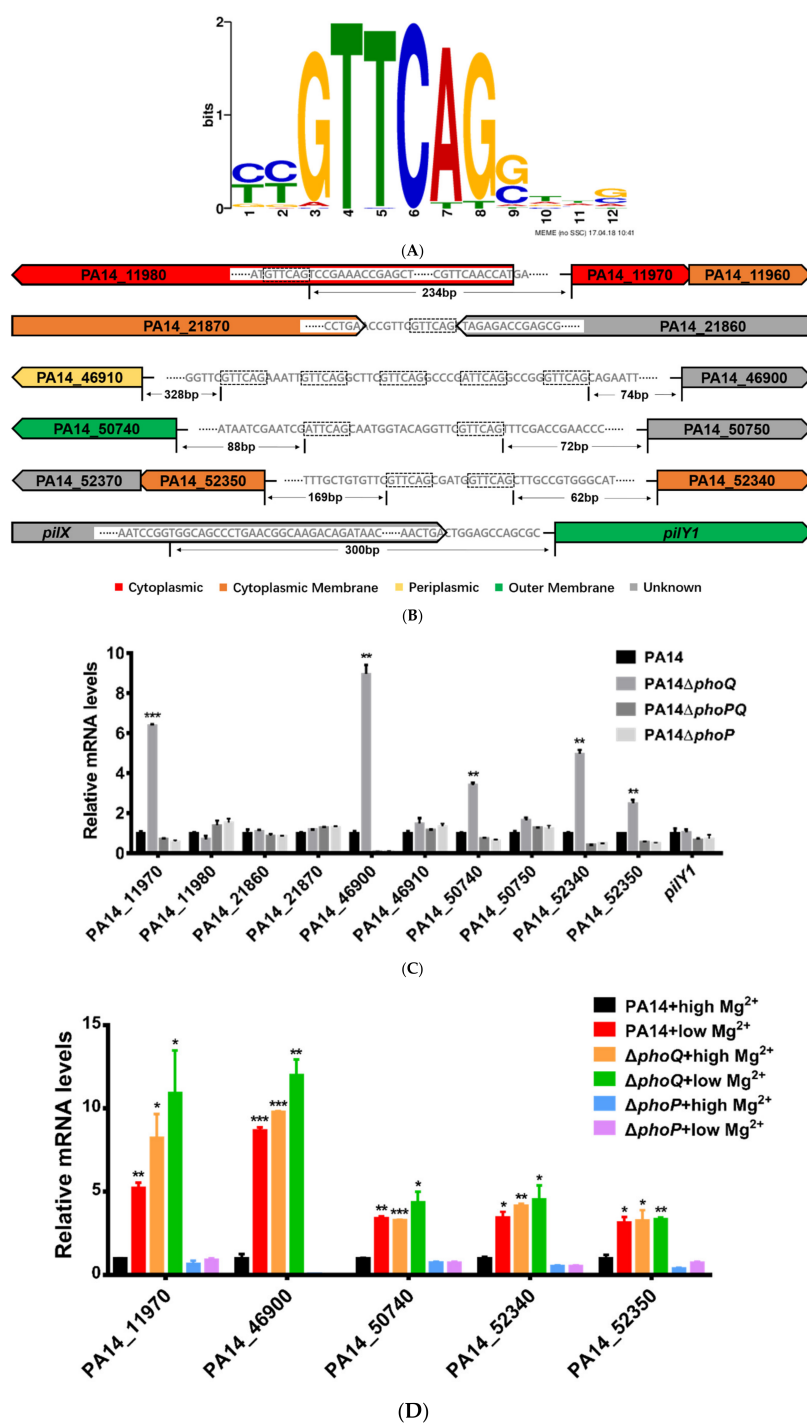 2
bits
1
0
1 2 3 4 5 6 7 8 9 10 11 12
MEME (no SSC) 17.04.18 10:41
(A)
PA14_11980 ······ATGTTCAGTCCGAAACCGAGCT······CGTTCAACCATGA······ PA14_11970 PA14_11960
234bp
PA14_21870 ······CCTGAACCGTTCGTTCAGCTAGAGACCGAGCG······ PA14_21860
PA14_46910 ······GGTTCGTTCAGAAATTGTTCAGGCTTCGTTCAGGCCCGATTCAGGCCGGGTTCAGCAGAATT······ PA14_46900
328bp 74bp
PA14_50740 ······ATAATCGAATCGATTCAGCAATGGTACAGGTTCGTTCAGTTTCGACCGAACCC······ PA14_50750
88bp 72bp
PA14_52370 PA14_52350 ······TTTGCTGTGTTCGTTCAGCGATGGTTCAGCTTGCCGTGGGCAT······ PA14_52340
169bp 62bp
pilX ······AATCCGGTGGCAGCCCTGAACGGCAAGACAGATAAC······AACTGACTGGAGCCAGCGC pilY1
300bp
Cytoplasmic Cytoplasmic Membrane Periplasmic Outer Membrane Unknown
(B)
Relative mRNA levels
10
8
6
4
2
0
*** ** ** ** **
PA14
PA14ΔphoQ
PA14ΔphoPQ
PA14ΔphoP
PA14_11970 PA14_11980 PA14_21860 PA14_21870 PA14_46900 PA14_46910 PA14_50740 PA14_50750 PA14_52340 PA14_52350 pilY1
(C)
Relative mRNA levels
15
10
5
0
** * * *** *** ** ** *** * * ** * * * **
PA14+high Mg2+
PA14+low Mg2+
ΔphoQ+high Mg2+
ΔphoQ+low Mg2+
ΔphoP+high Mg2+
ΔphoP+low Mg2+
PA14_11970 PA14_46900 PA14_50740 PA14_52340 PA14_52350
(D)